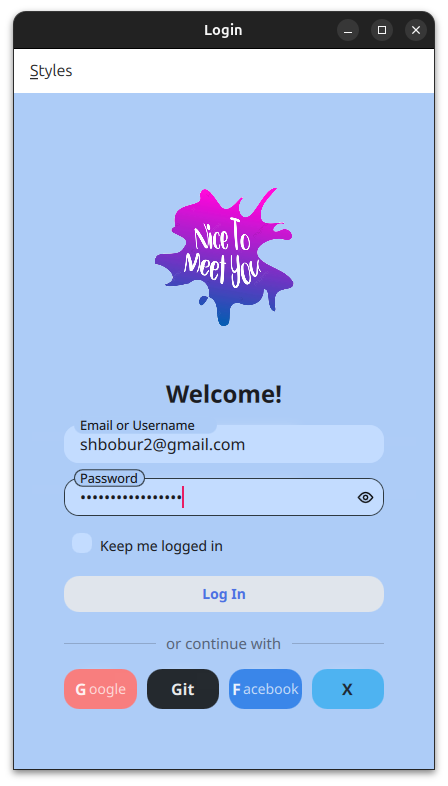 Login
Styles
Nice To
Meet You
Welcome!
Email or Username
shbobur2@gmail.com
Password
•••••••••••••••••
Keep me logged in
Log In
or continue with
Google Git Facebook X